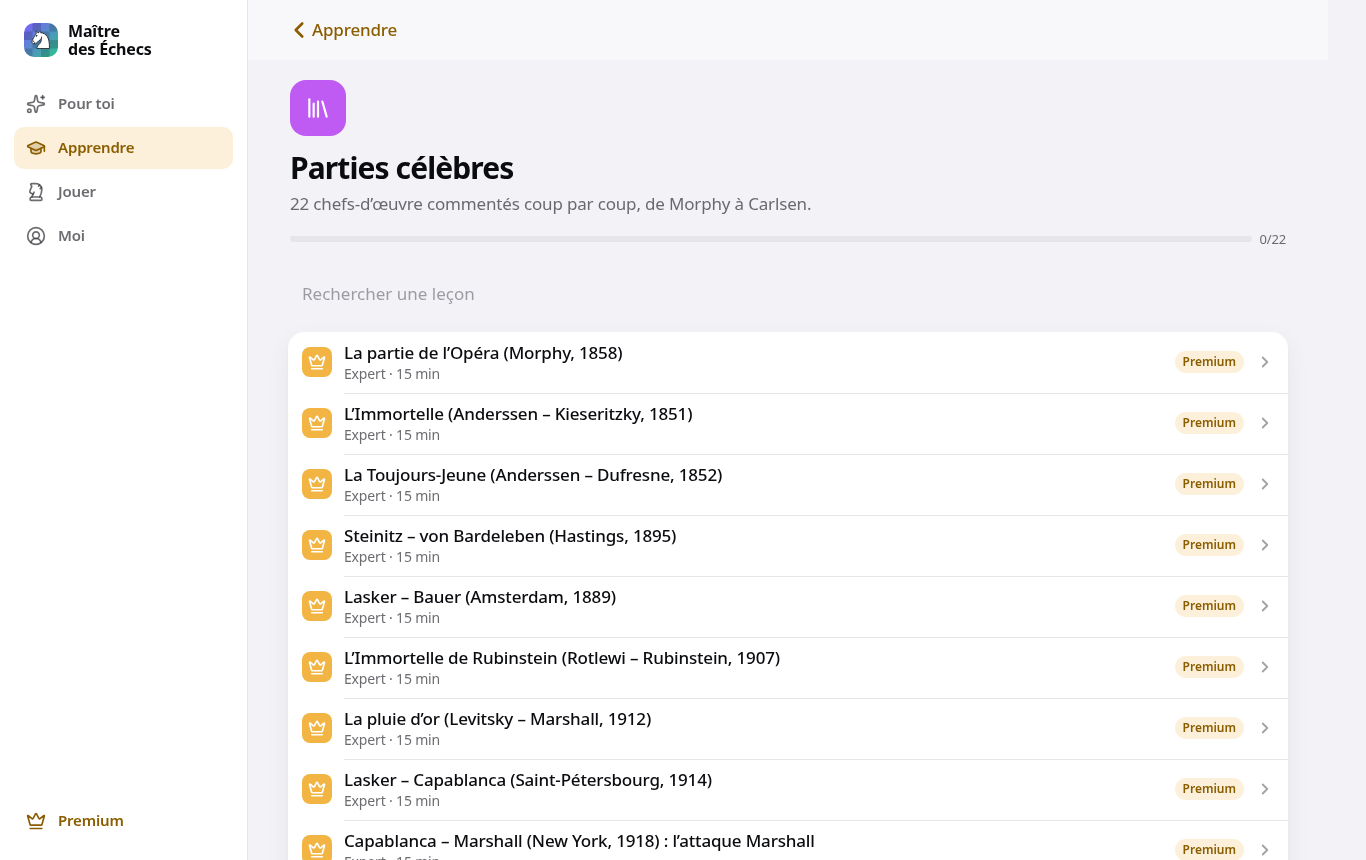 Maître
des Échecs
Pour toi
Apprendre
Jouer
Moi
Premium
Apprendre
Parties célèbres
22 chefs-d’œuvre commentés coup par coup, de Morphy à Carlsen.
0/22
Rechercher une leçon
La partie de l’Opéra (Morphy, 1858)
Expert · 15 min
Premium
L’Immortelle (Anderssen – Kieseritzky, 1851)
Expert · 15 min
Premium
La Toujours-Jeune (Anderssen – Dufresne, 1852)
Expert · 15 min
Premium
Steinitz – von Bardeleben (Hastings, 1895)
Expert · 15 min
Premium
Lasker – Bauer (Amsterdam, 1889)
Expert · 15 min
Premium
L’Immortelle de Rubinstein (Rotlewi – Rubinstein, 1907)
Expert · 15 min
Premium
La pluie d’or (Levitsky – Marshall, 1912)
Expert · 15 min
Premium
Lasker – Capablanca (Saint-Pétersbourg, 1914)
Expert · 15 min
Premium
Capablanca – Marshall (New York, 1918) : l’attaque Marshall
Expert · 15 min
Premium